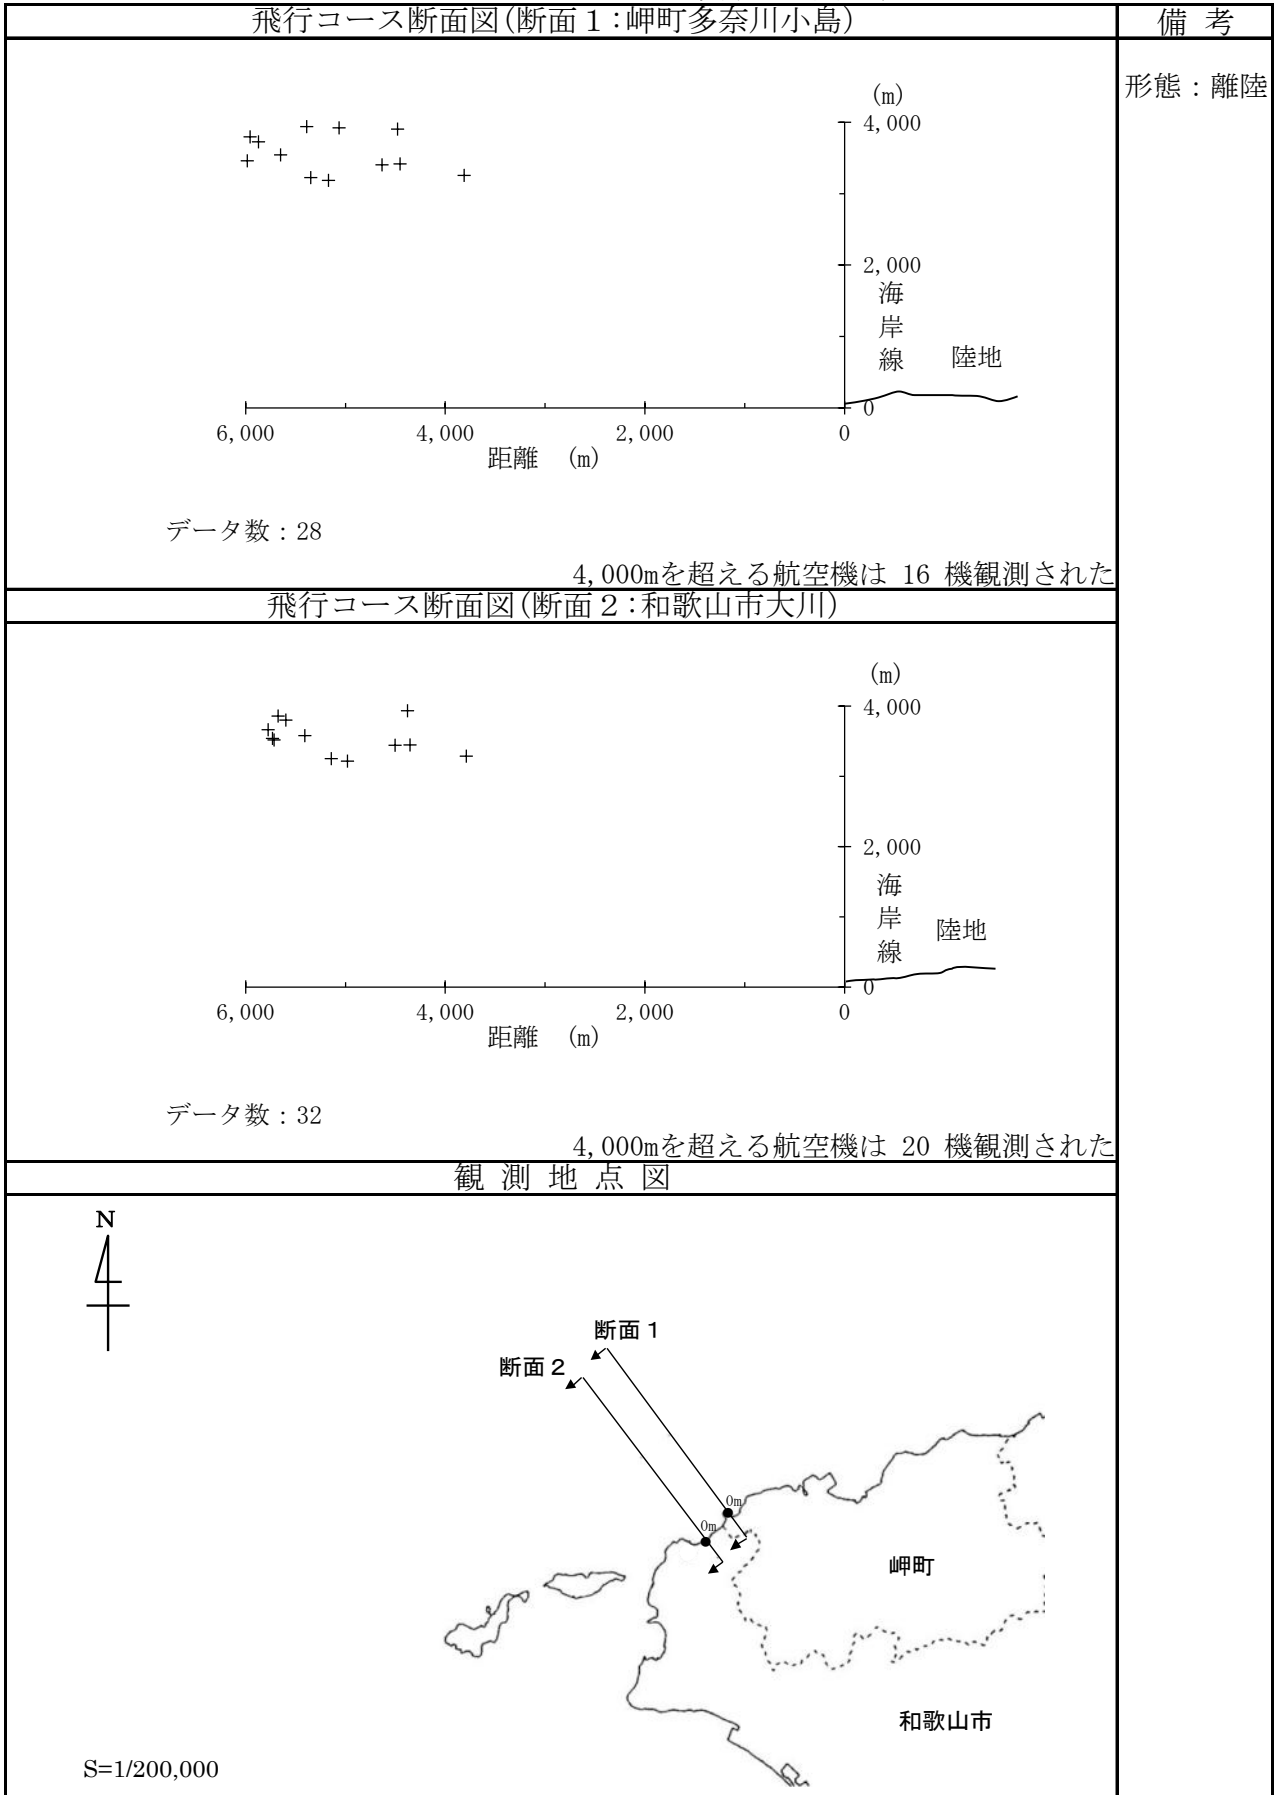 飛行コース断面図(断面１:岬町多奈川小島)
備 考
形態：離陸
(m)
4,000
2,000
海岸線
陸地
0
6,000
4,000
2,000
0
距離 (m)
データ数：28
4,000mを超える航空機は 16 機観測された
飛行コース断面図(断面２:和歌山市大川)
(m)
4,000
2,000
海岸線
陸地
0
6,000
4,000
2,000
0
距離 (m)
データ数：32
4,000mを超える航空機は 20 機観測された
観 測 地 点 図
N
断面１
断面２
0m
0m
岬町
和歌山市
S=1/200,000